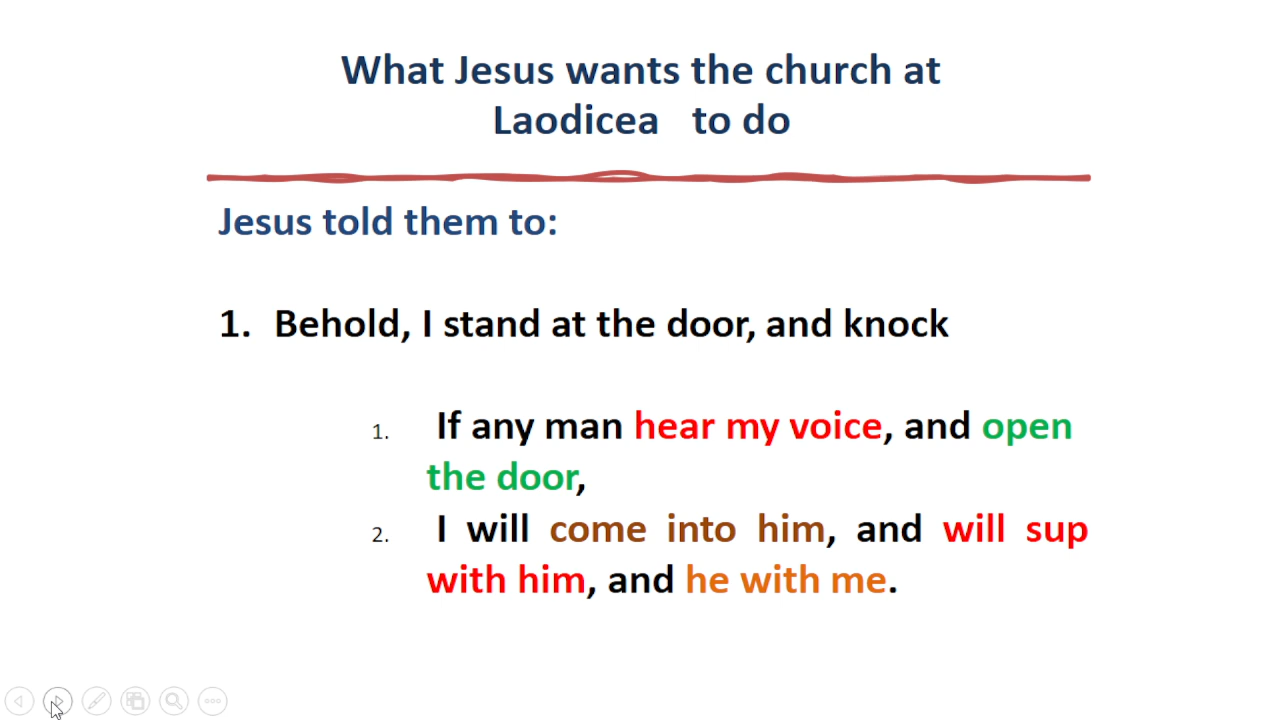 What Jesus wants the church at
Laodicea to do
Jesus told them to:
1. Behold, I stand at the door, and knock
1. If any man hear my voice, and open
the door,
2. I will come into him, and will sup
with him, and he with me.